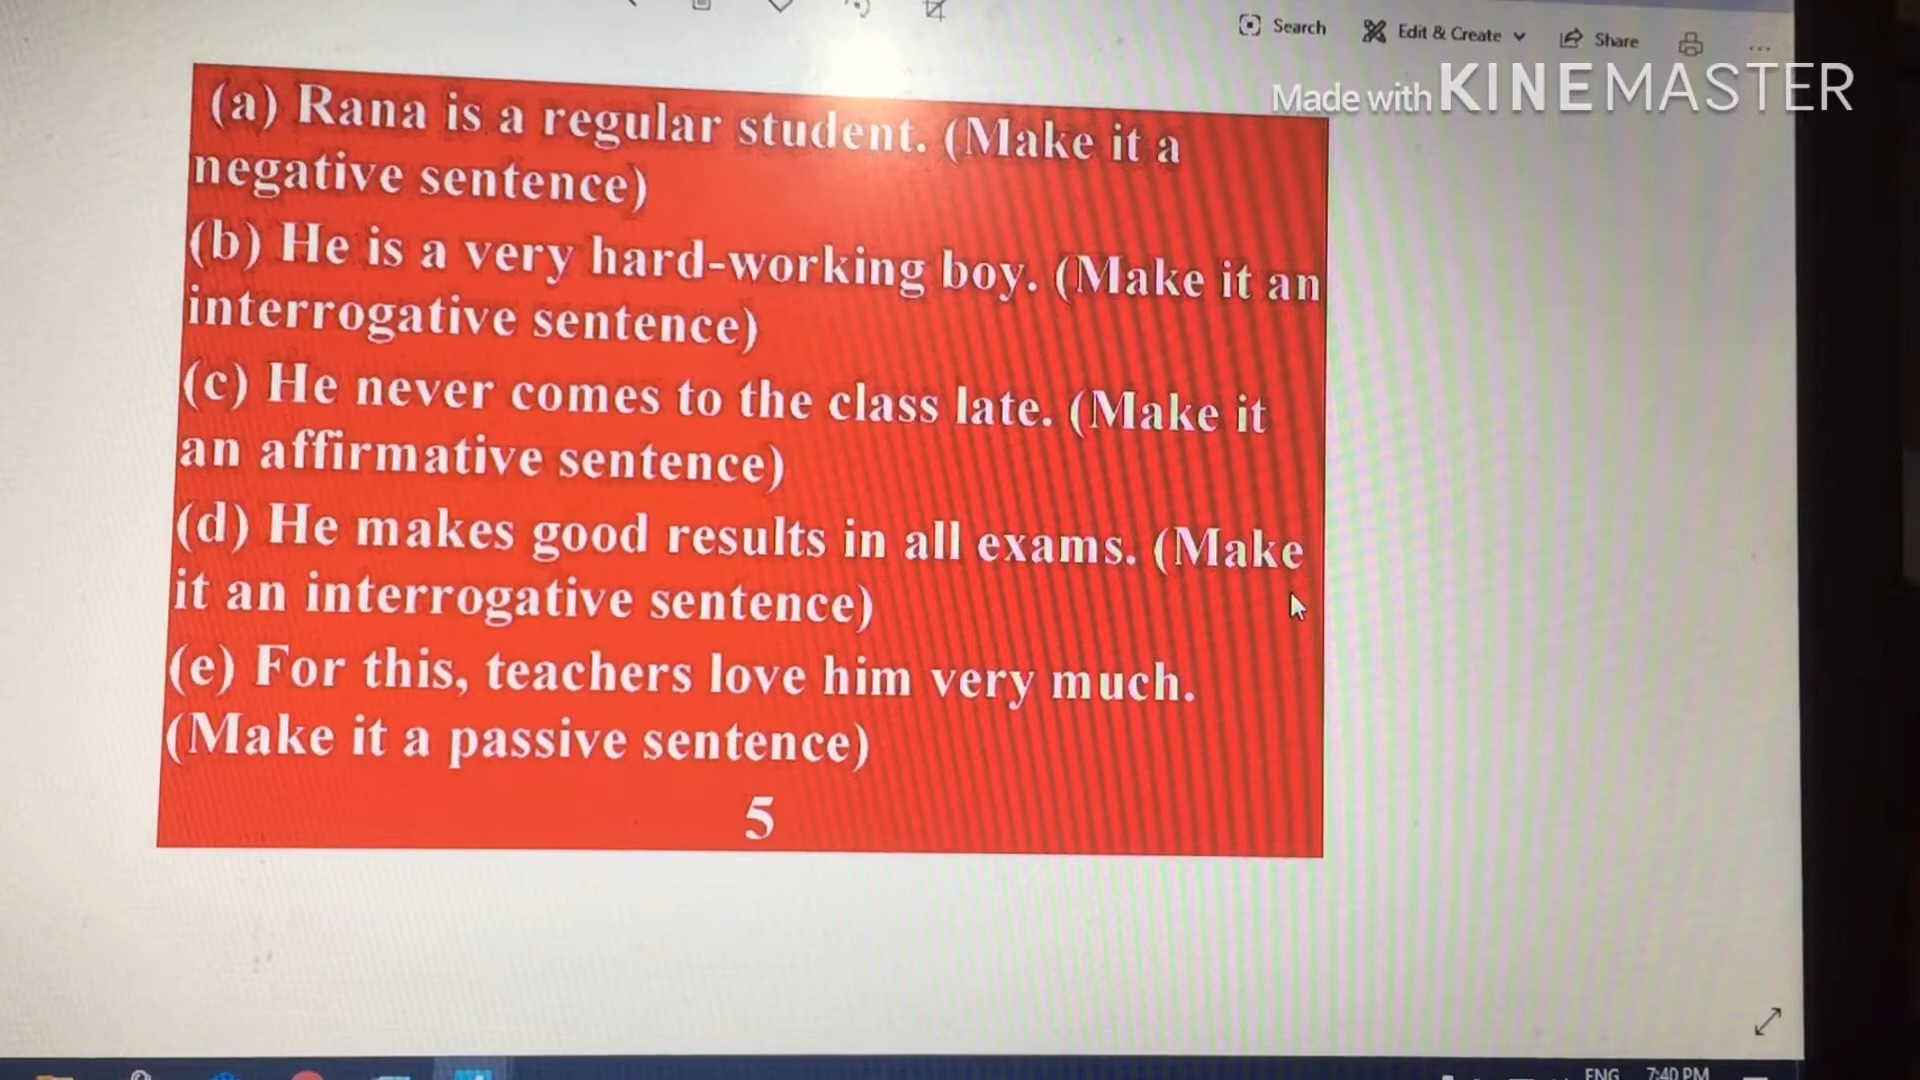 Search Edit & Create Share ...
Made with KINEMASTER
(a) Rana is a regular student. (Make it a
negative sentence)
(b) He is a very hard-working boy. (Make it an
interrogative sentence)
(c) He never comes to the class late. (Make it
an affirmative sentence)
(d) He makes good results in all exams. (Make
it an interrogative sentence)
(e) For this, teachers love him very much.
(Make it a passive sentence)
5
ENG 7:40 PM